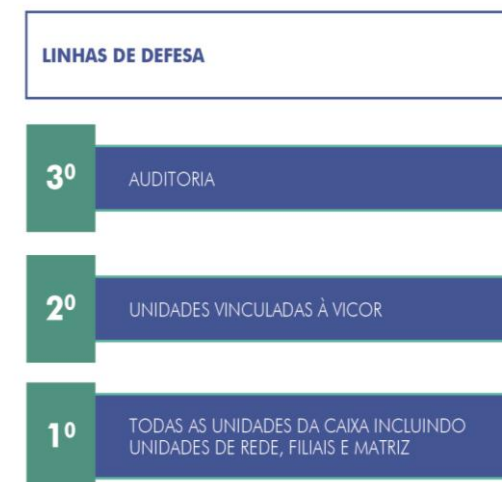 LINHAS DE DEFESA
3º
AUDITORIA
2º
UNIDADES VINCULADAS À VICOR
1º
TODAS AS UNIDADES DA CAIXA INCLUINDO
UNIDADES DE REDE, FILIAIS E MATRIZ